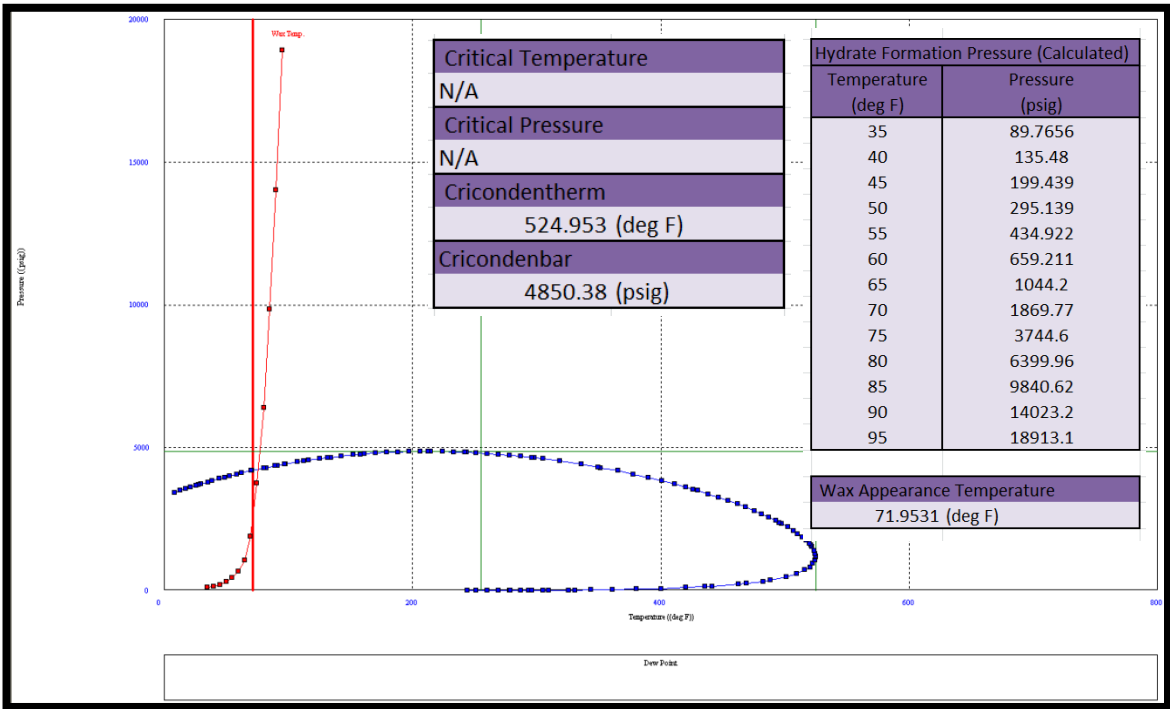 20000
15000
10000
5000
0
Pressure ((psig))
Wax Temp.
0 200 400 600 800
Temperature ((deg F))
Dew Point
Critical Temperature
N/A
Critical Pressure
N/A
Cricondentherm
524.953 (deg F)
Cricondenbar
4850.38 (psig)
Hydrate Formation Pressure (Calculated)
Temperature Pressure
(deg F) (psig)
35 89.7656
40 135.48
45 199.439
50 295.139
55 434.922
60 659.211
65 1044.2
70 1869.77
75 3744.6
80 6399.96
85 9840.62
90 14023.2
95 18913.1
Wax Appearance Temperature
71.9531 (deg F)